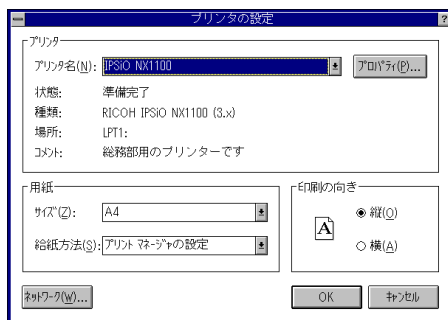 プリンタの設定
?
プリンタ
プリンタ名(N): IPSiO NX1100
プロパティ(P)...
状態: 準備完了
種類: RICOH IPSiO NX1100 (3.x)
場所: LPT1:
コメント: 総務部用のプリンターです
用紙
サイズ(Z): A4
給紙方法(S): プリント マネージャの設定
印刷の向き
A
縦(O)
横(A)
ネットワーク(W)...
OK
キャンセル